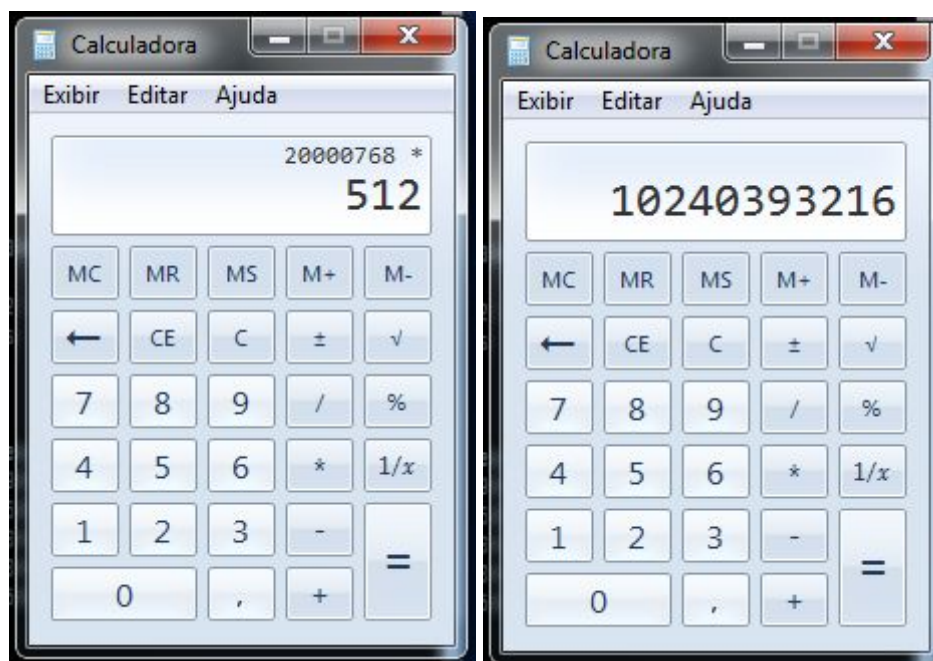 Calculadora
Exibir Editar Ajuda
20000768 *
512
MC MR MS M+ M-
← CE C ± √
7 8 9 / %
4 5 6 * 1/x
1 2 3 -
=
0 , +
Calculadora
Exibir Editar Ajuda
10240393216
MC MR MS M+ M-
← CE C ± √
7 8 9 / %
4 5 6 * 1/x
1 2 3 -
=
0 , +